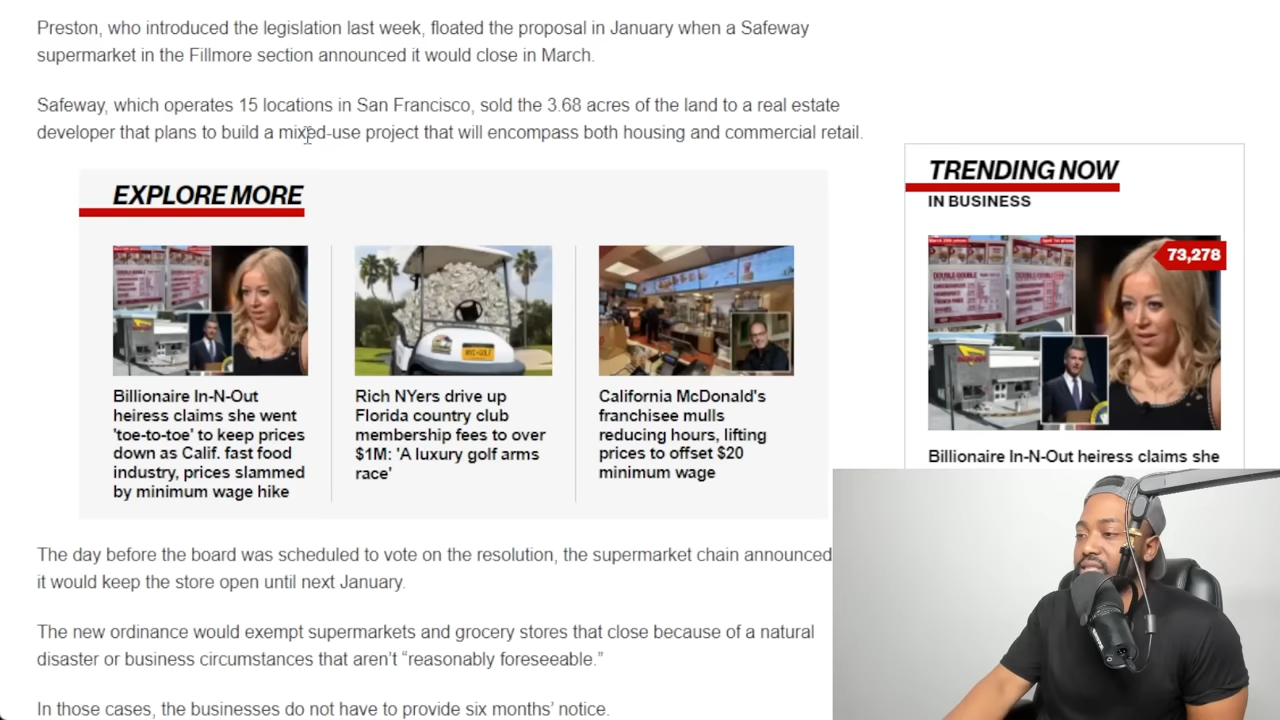 Preston, who introduced the legislation last week, floated the proposal in January when a Safeway
supermarket in the Fillmore section announced it would close in March.
Safeway, which operates 15 locations in San Francisco, sold the 3.68 acres of the land to a real estate
developer that plans to build a mixed-use project that will encompass both housing and commercial retail.
EXPLORE MORE
Billionaire In-N-Out
heiress claims she went
'toe-to-toe' to keep prices
down as Calif. fast food
industry, prices slammed
by minimum wage hike
Rich NYers drive up
Florida country club
membership fees to over
$1M: 'A luxury golf arms
race'
California McDonald's
franchisee mulls
reducing hours, lifting
prices to offset $20
minimum wage
TRENDING NOW
IN BUSINESS
73,278
DOUBLE-DOUBLE
Billionaire In-N-Out heiress claims she
The day before the board was scheduled to vote on the resolution, the supermarket chain announced
it would keep the store open until next January.
The new ordinance would exempt supermarkets and grocery stores that close because of a natural
disaster or business circumstances that aren't “reasonably foreseeable.”
In those cases, the businesses do not have to provide six months’ notice.